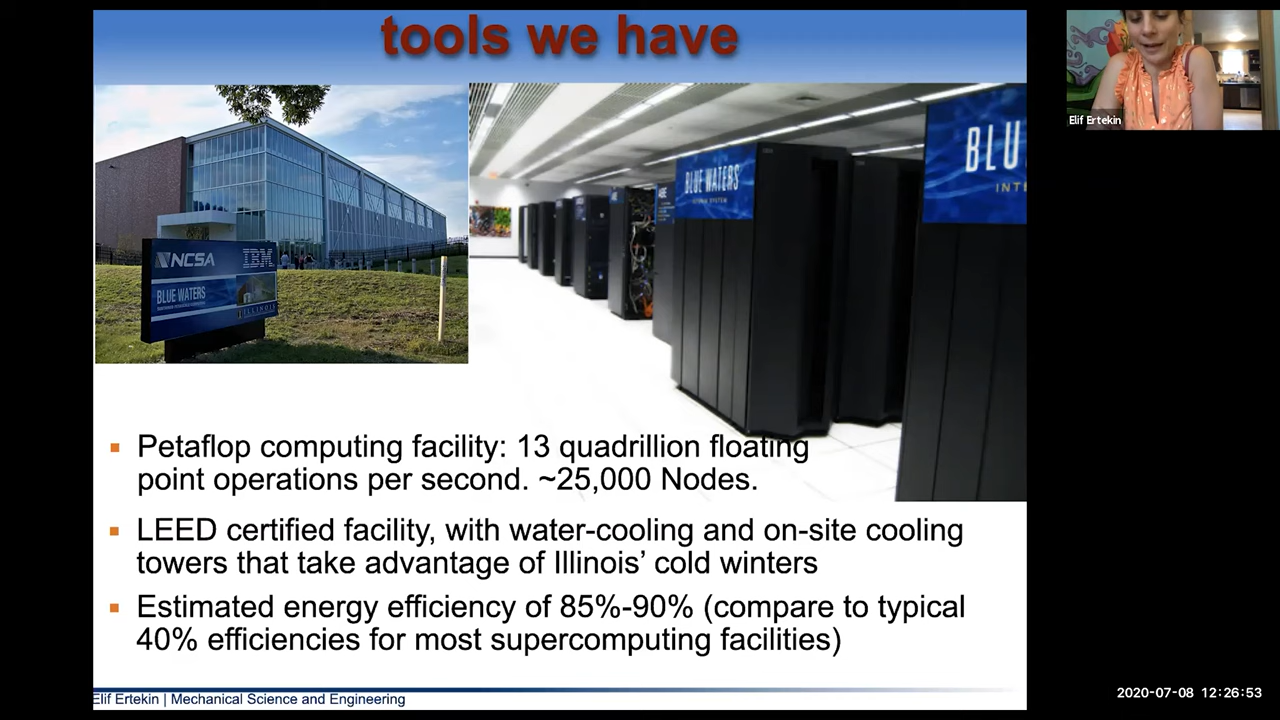 tools we have
Elif Ertekin
BLUE WATERS
BLU
INTE
NCSA
IBM
BLUE WATERS
ILLINOIS
Petaflop computing facility: 13 quadrillion floating
point operations per second. ~25,000 Nodes.
LEED certified facility, with water-cooling and on-site cooling
towers that take advantage of Illinois’ cold winters
Estimated energy efficiency of 85%-90% (compare to typical
40% efficiencies for most supercomputing facilities)
Elif Ertekin | Mechanical Science and Engineering
2020-07-08 12:26:53